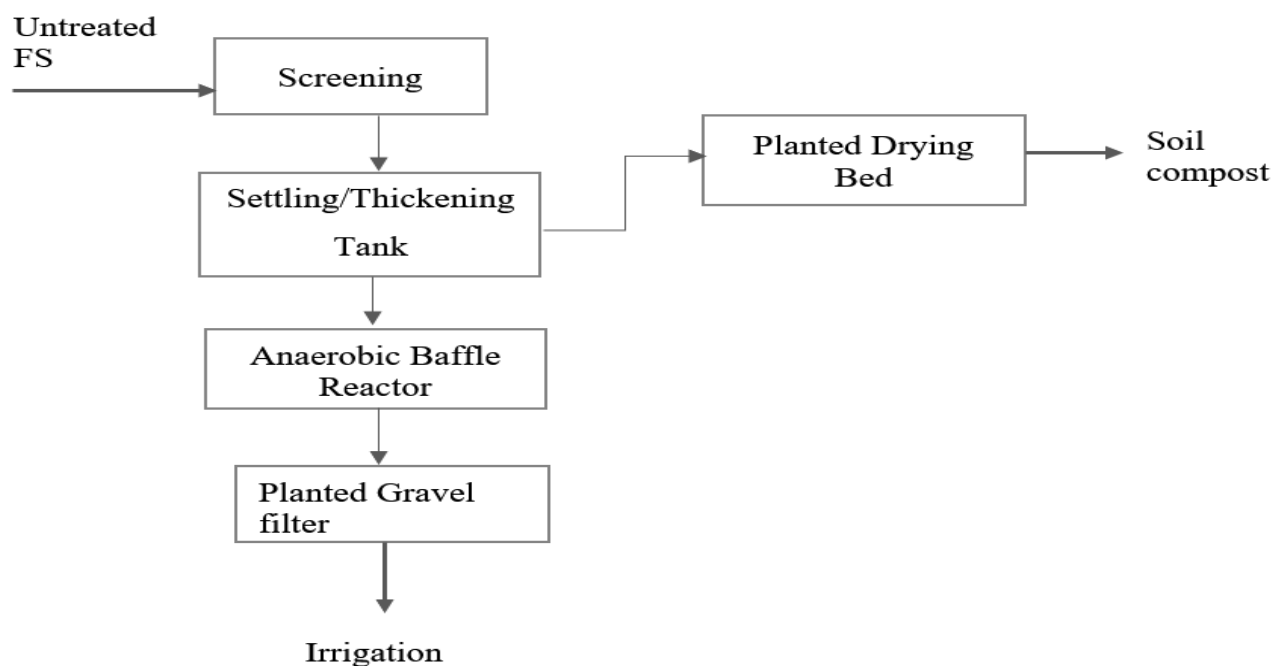 Untreated
FS
Screening
Settling/Thickening
Tank
Planted Drying
Bed
Soil
compost
Anaerobic Baffle
Reactor
Planted Gravel
filter
Irrigation